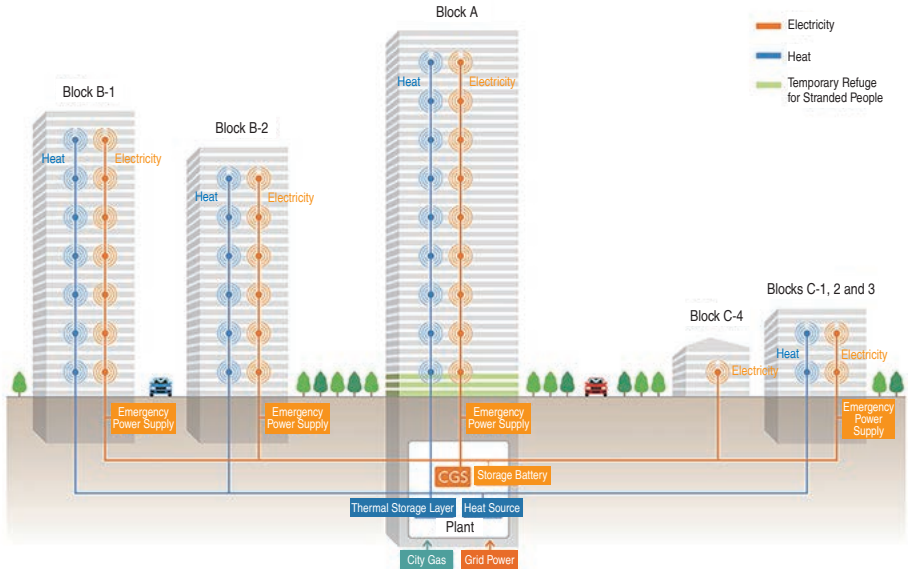 Block A
Electricity
Heat
Temporary Refuge
for Stranded People
Heat
Electricity
Block B-1
Block B-2
Heat
Electricity
Heat
Electricity
Blocks C-1, 2 and 3
Block C-4
Heat
Electricity
Electricity
Electricity
Emergency
Power Supply
Emergency
Power Supply
Emergency
Power Supply
Emergency
Power
Supply
CGS
Storage Battery
Thermal Storage Layer
Heat Source
Plant
City Gas
Grid Power